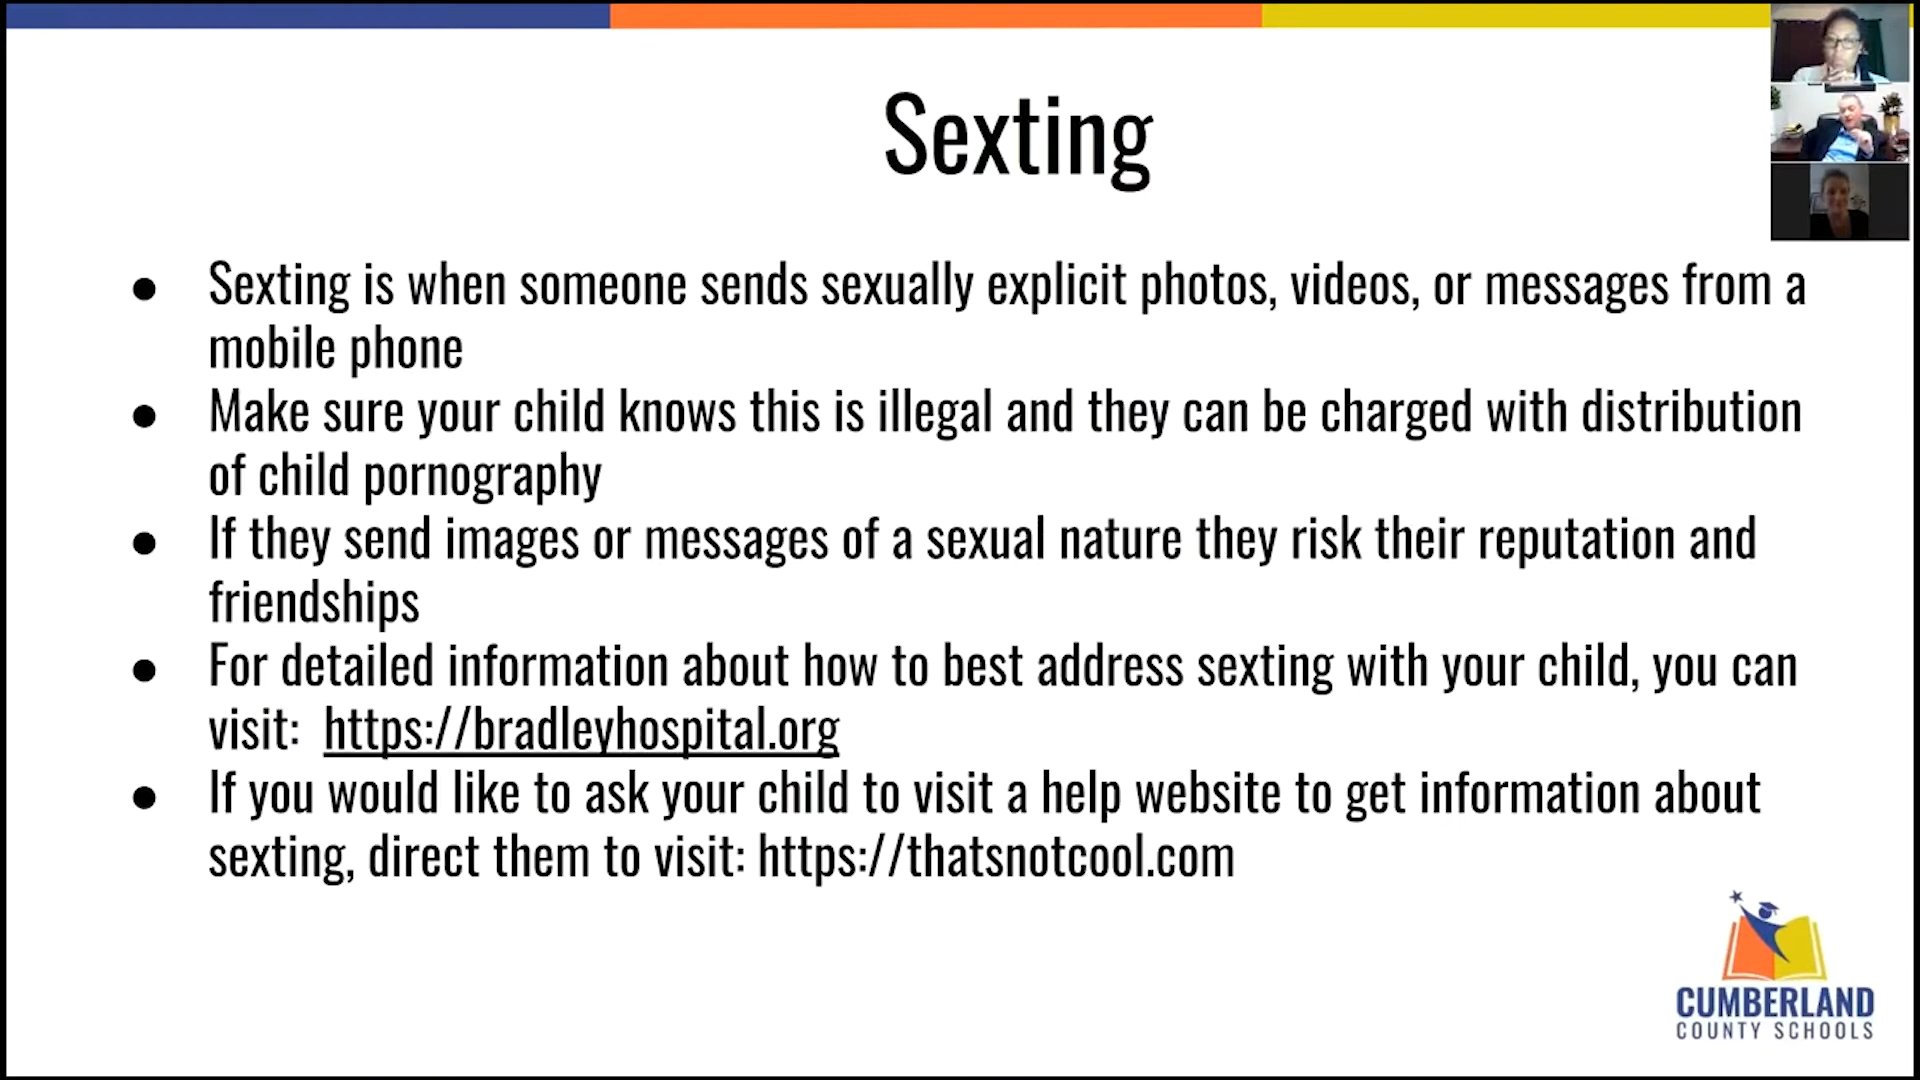 Sexting
● Sexting is when someone sends sexually explicit photos, videos, or messages from a
mobile phone
● Make sure your child knows this is illegal and they can be charged with distribution
of child pornography
● If they send images or messages of a sexual nature they risk their reputation and
friendships
● For detailed information about how to best address sexting with your child, you can
visit: https://bradleyhospital.org
● If you would like to ask your child to visit a help website to get information about
sexting, direct them to visit: https://thatsnotcool.com
CUMBERLAND
COUNTY SCHOOLS